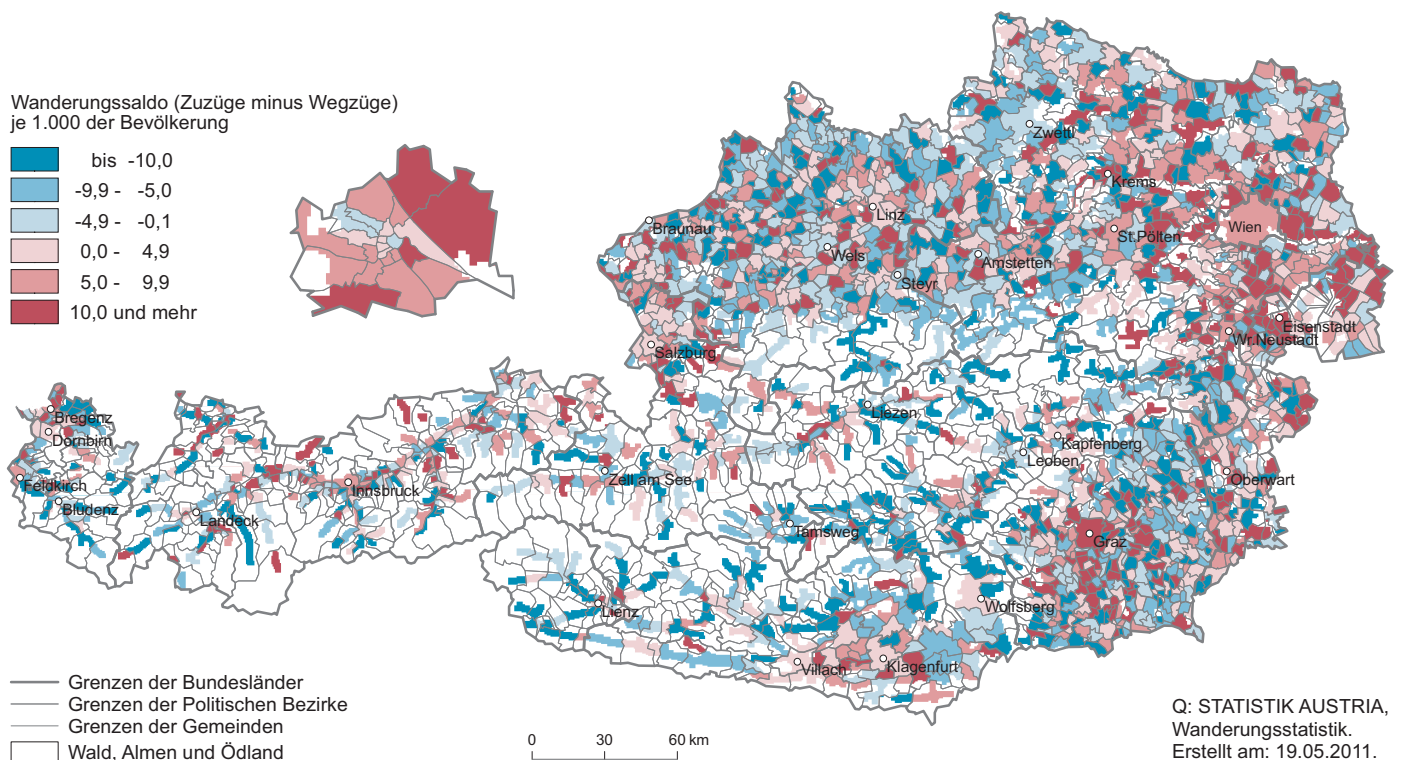 Wanderungssaldo (Zuzüge minus Wegzüge)
je 1.000 der Bevölkerung
bis -10,0
-9,9 - -5,0
-4,9 - -0,1
0,0 - 4,9
5,0 - 9,9
10,0 und mehr
Zwettl
Krems
Linz
Braunau
St.Pölten
Wien
Wels
Amstetten
Steyr
Eisenstadt
Wr.Neustadt
Salzburg
Bregenz
Dornbirn
Liezen
Kapfenberg
Leoben
Feldkirch
Bludenz
Innsbruck
Zell am See
Oberwart
Landeck
Tamsweg
Graz
Lienz
Wolfsberg
Villach
Klagenfurt
Grenzen der Bundesländer
Grenzen der Politischen Bezirke
Grenzen der Gemeinden
Wald, Almen und Ödland
0 30 60 km
Q: STATISTIK AUSTRIA,
Wanderungsstatistik.
Erstellt am: 19.05.2011.